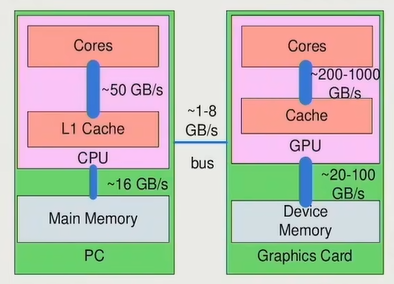 Cores
~50 GB/s
L1 Cache
CPU
~16 GB/s
Main Memory
PC
~1-8
GB/s
bus
Cores
~200-1000
GB/s
Cache
GPU
~20-100
GB/s
Device
Memory
Graphics Card